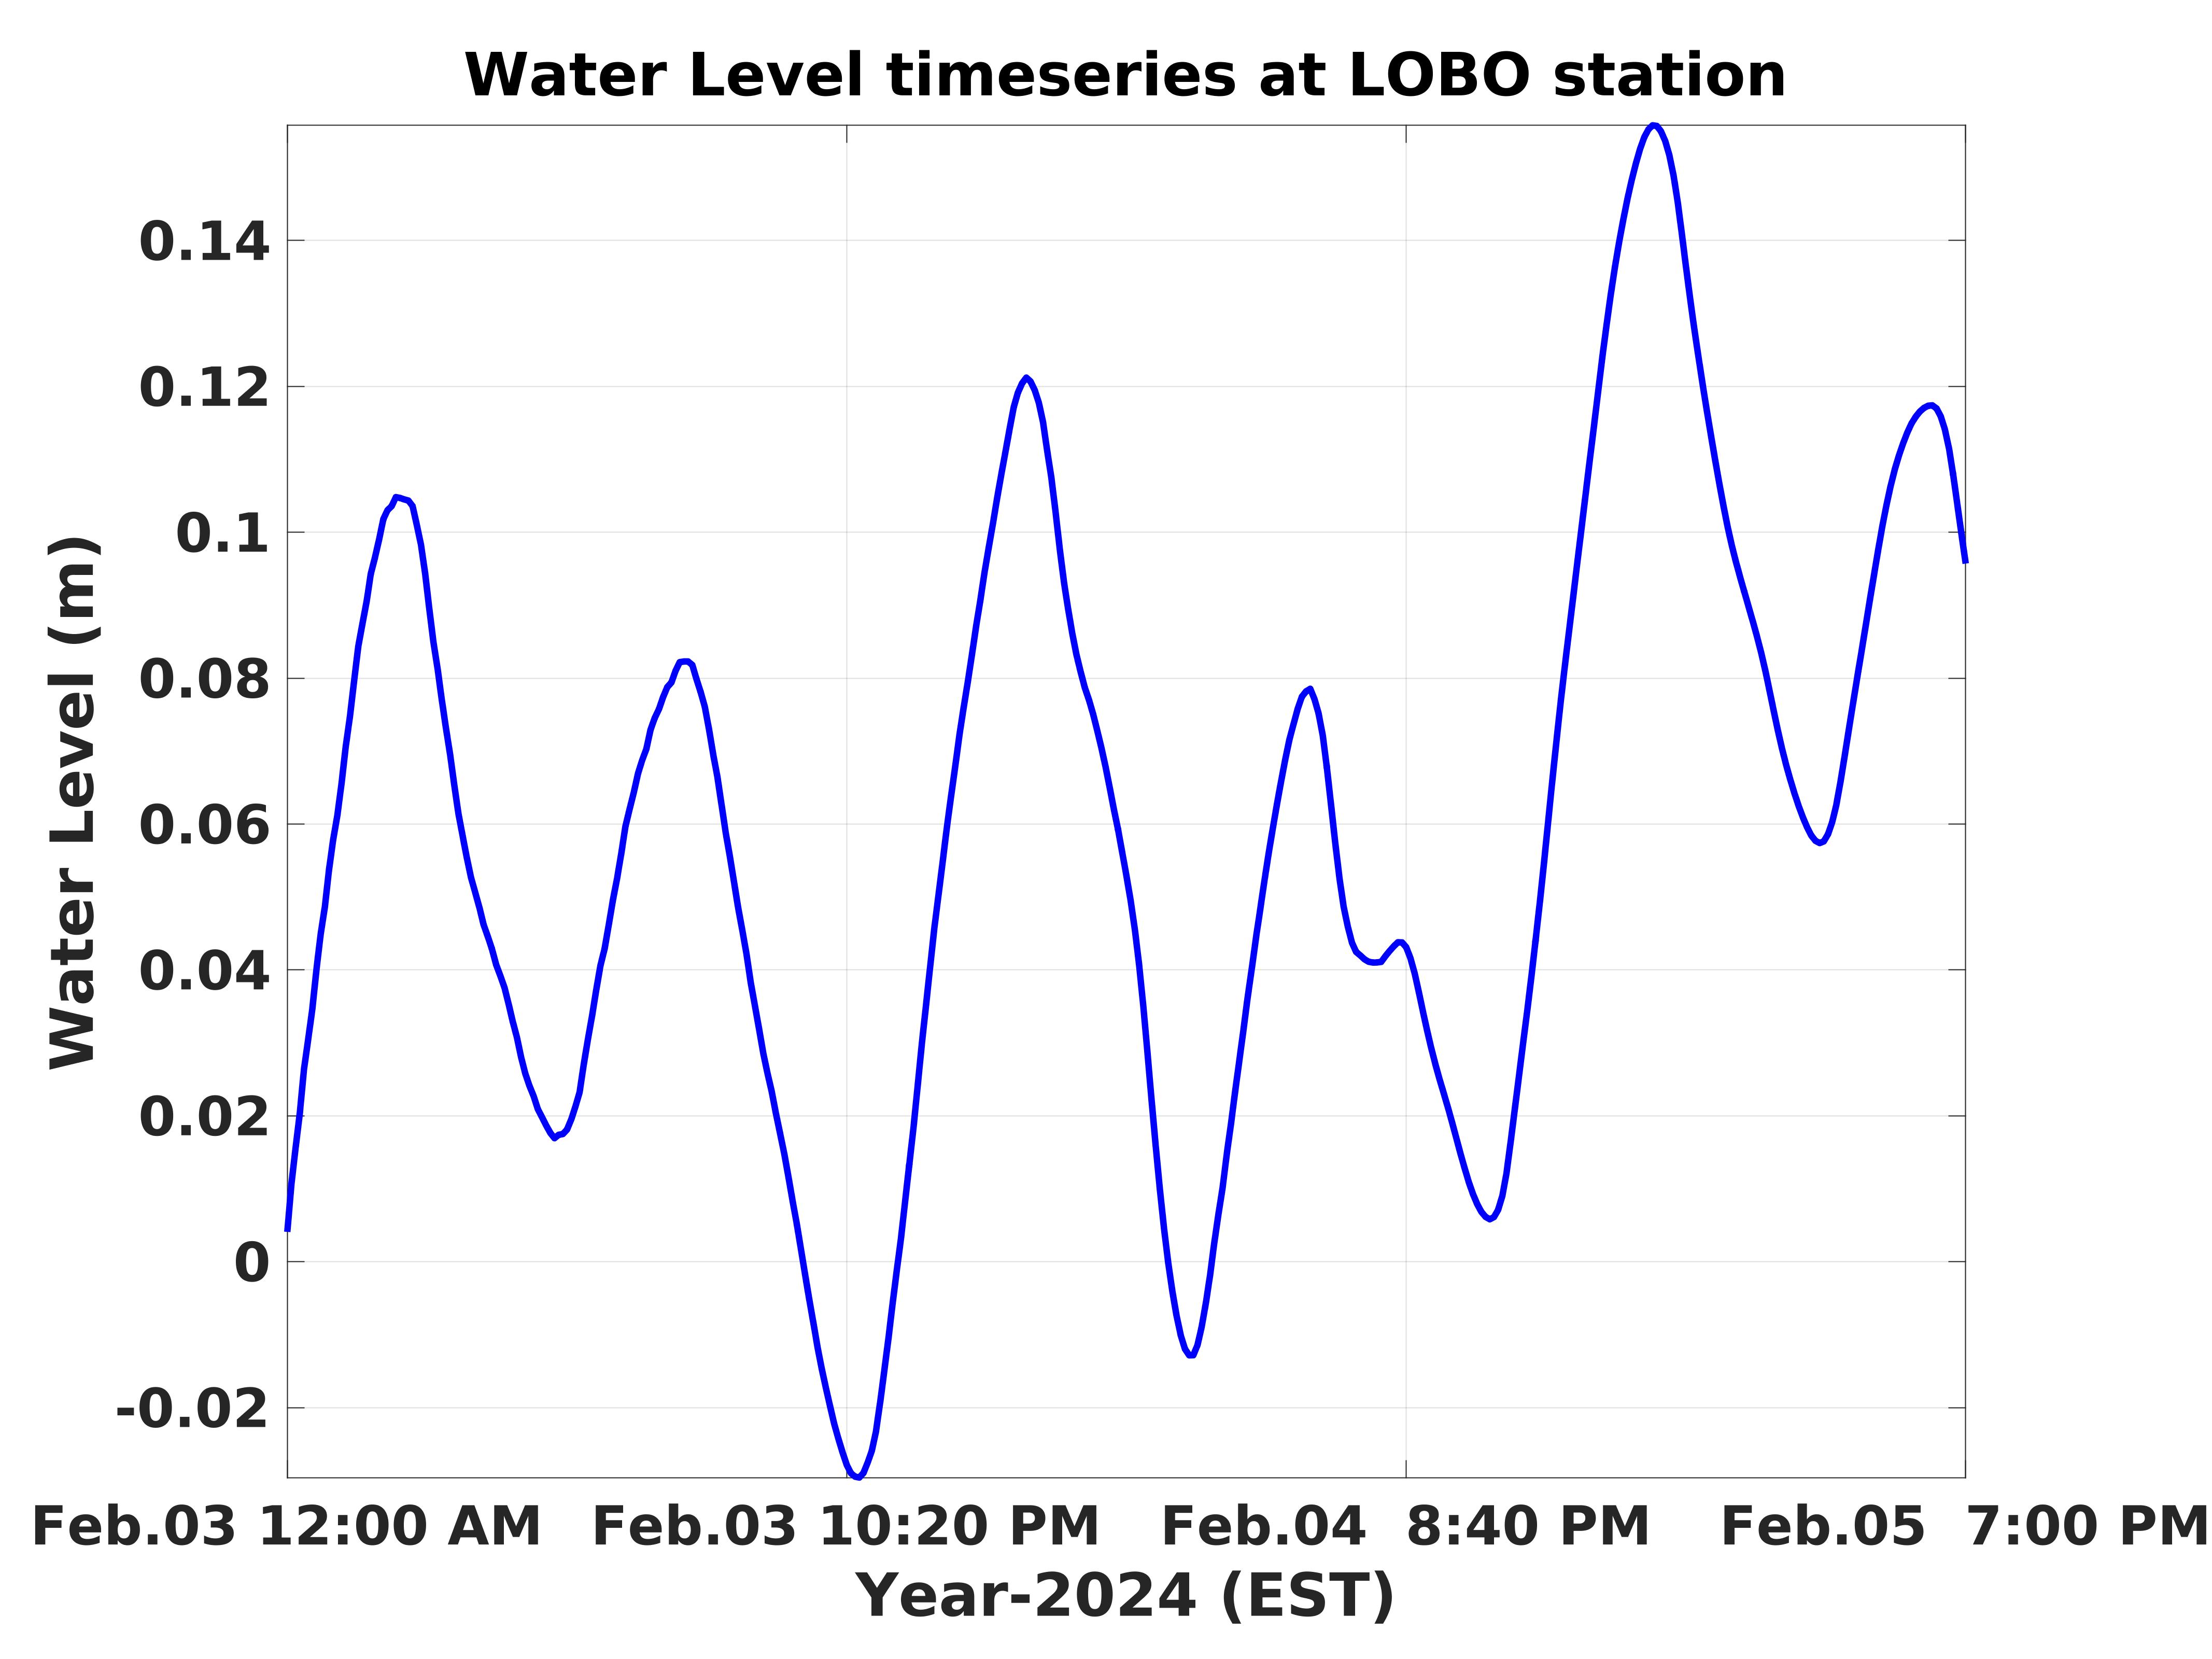 Water Level timeseries at LOBO station
Water Level (m)
0.14
0.12
0.1
0.08
0.06
0.04
0.02
0
-0.02
Feb.03 12:00 AM Feb.03 10:20 PM Feb.04 8:40 PM Feb.05 7:00 PM
Year-2024 (EST)